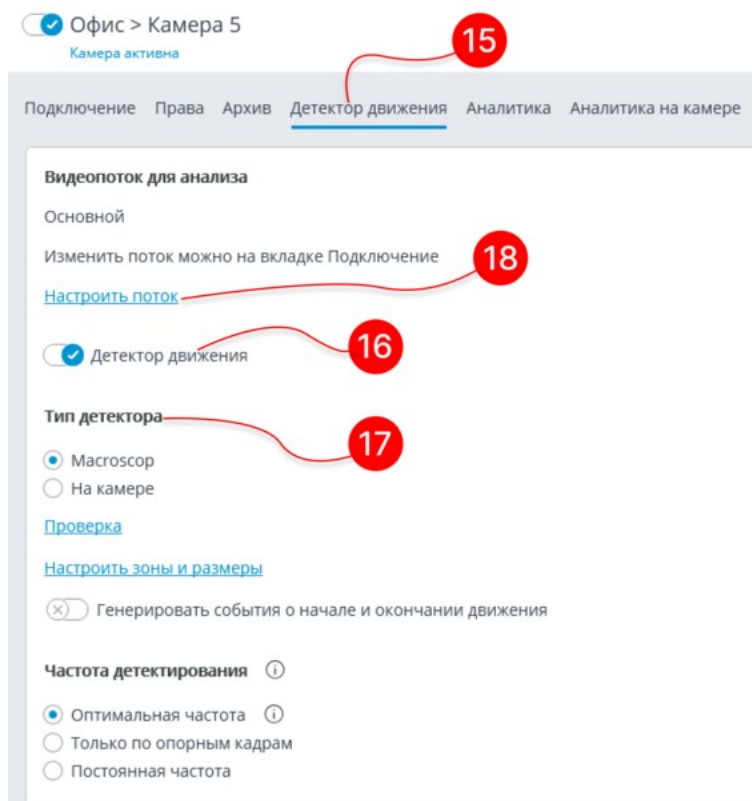 Офис > Камера 5
15
Камера активна
Подключение Права Архив Детектор движения Аналитика Аналитика на камере
Видеопоток для анализа
Основной
Изменить поток можно на вкладке Подключение
18
Настроить поток
16
Детектор движения
Тип детектора
17
Macroscop
На камере
Проверка
Настроить зоны и размеры
Генерировать события о начале и окончании движения
Частота детектирования
Оптимальная частота
Только по опорным кадрам
Постоянная частота